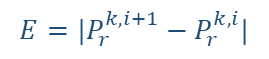 $E = |P_r^{k,i+1} - P_r^{k,i}|$